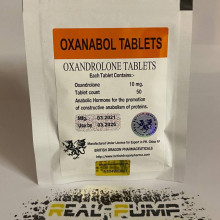 OXANABOL TABLETS
OXANDROLONE TABLETS
Each Tablet Contains:-
Oxandrolone 10 mg.
Tablet count 50
Anabolic Hormone for the promotion
of constructive anabolism of proteins.
Mfg. 03.2021
Use by 03.2025
BRITISH DRAGON PHARMACEUTICALS
REAL-PUMP